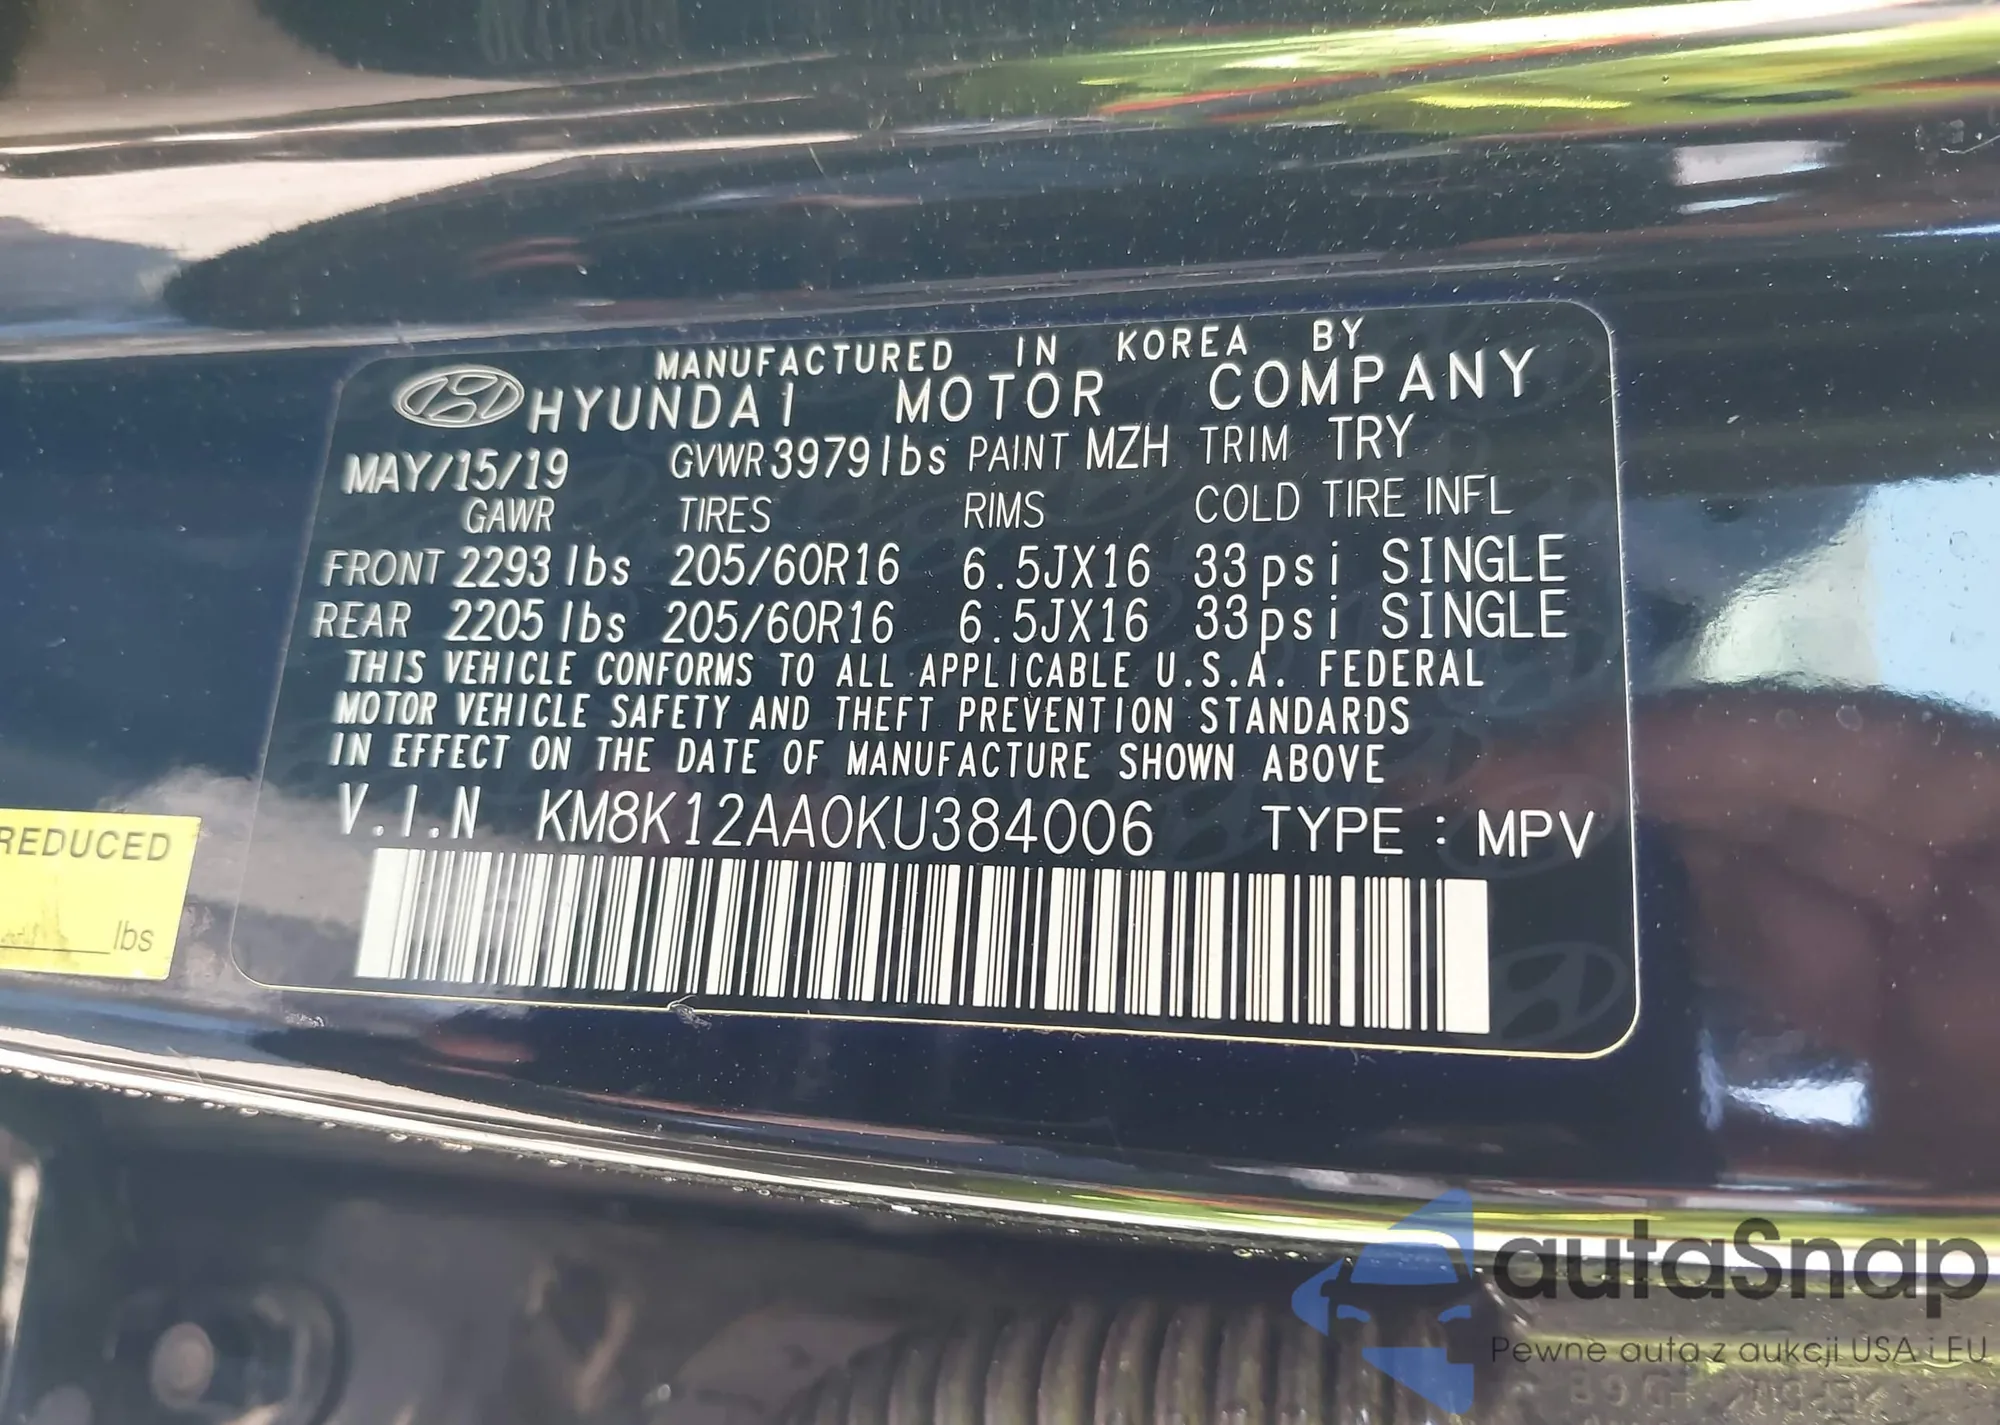 MANUFACTURED IN KOREA BY
HYUNDAI MOTOR COMPANY
MAY/15/19 GVWR 3979lbs PAINT MZH TRIM TRY
GAWR TIRES RIMS COLD TIRE INFL
FRONT 2293 lbs 205/60R16 6.5JX16 33psi SINGLE
REAR 2205 lbs 205/60R16 6.5JX16 33psi SINGLE
THIS VEHICLE CONFORMS TO ALL APPLICABLE U.S.A. FEDERAL
MOTOR VEHICLE SAFETY AND THEFT PREVENTION STANDARDS
IN EFFECT ON THE DATE OF MANUFACTURE SHOWN ABOVE
V.I.N KM8K12AA0KU384006 TYPE : MPV
REDUCED
lbs
autaSnap
Pewne auta z aukcji USA i EU